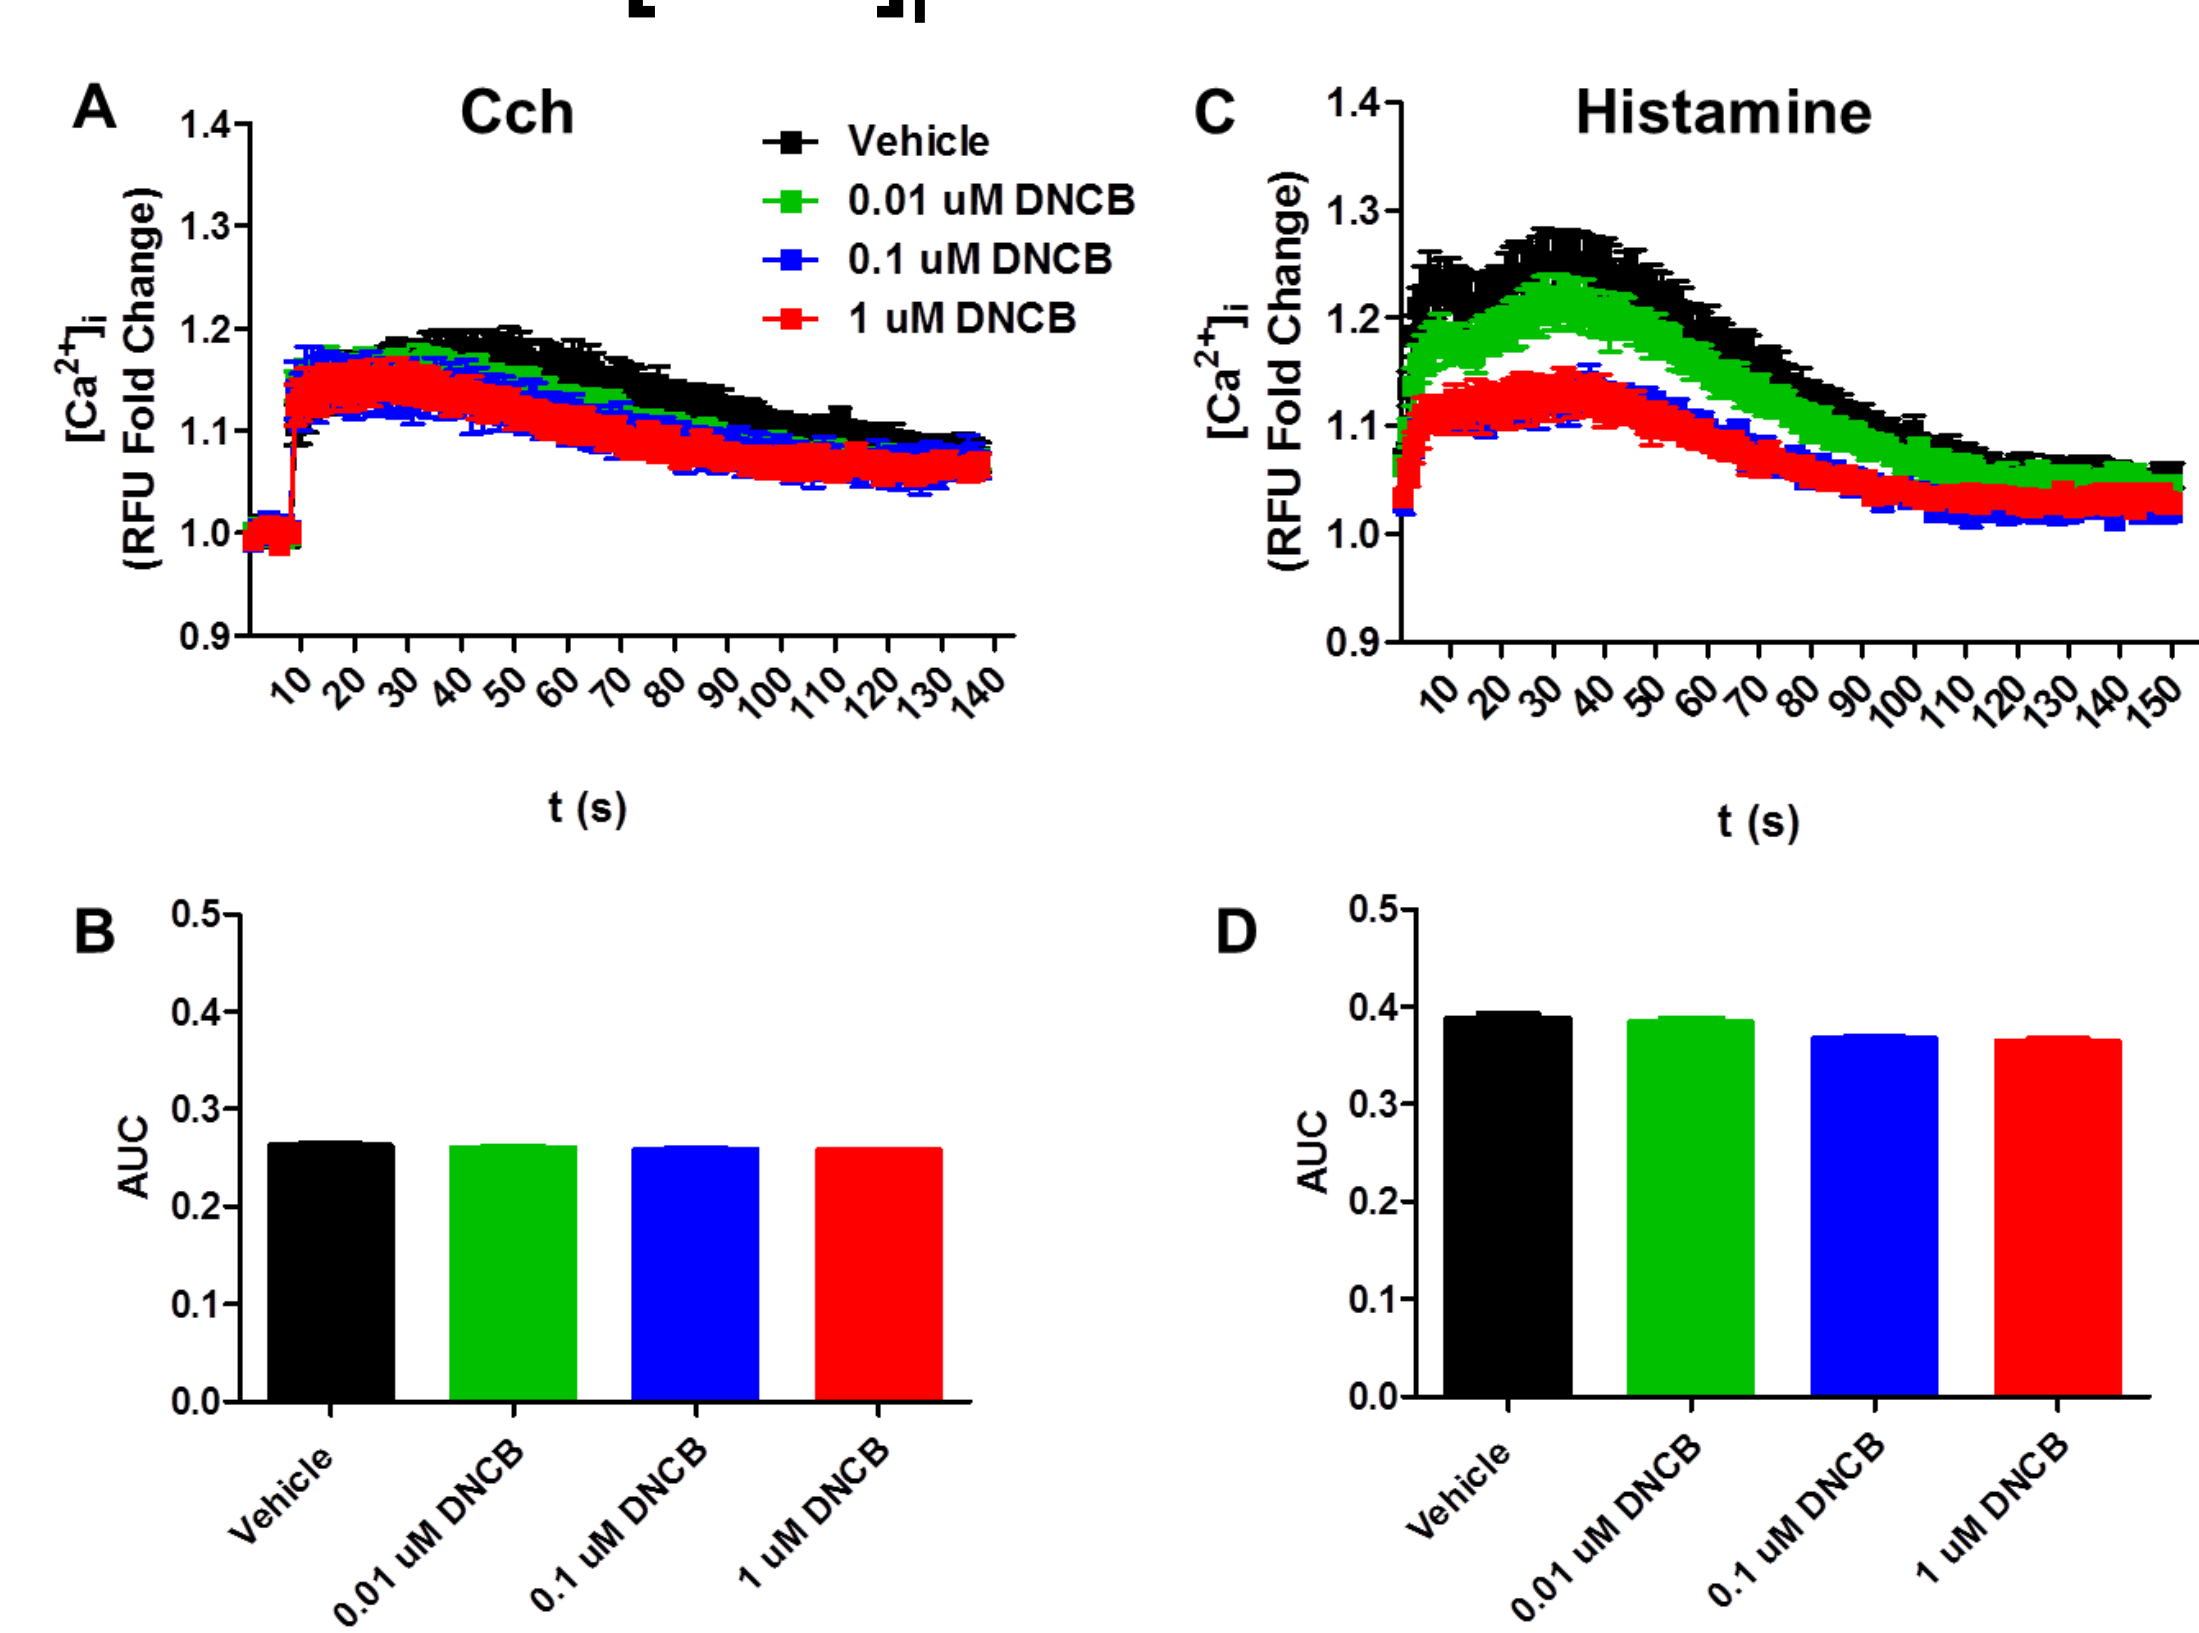 A
Cch
1.4
1.3
1.2
1.1
1.0
0.9
[Ca2+]i
(RFU Fold Change)
Vehicle
0.01 uM DNCB
0.1 uM DNCB
1 uM DNCB
10 20 30 40 50 60 70 80 90 100 110 120 130 140
t (s)
C
Histamine
1.4
1.3
1.2
1.1
1.0
0.9
[Ca2+]i
(RFU Fold Change)
10 20 30 40 50 60 70 80 90 100 110 120 130 140 150
t (s)
B
0.5
0.4
0.3
0.2
0.1
0.0
AUC
Vehicle
0.01 uM DNCB
0.1 uM DNCB
1 uM DNCB
D
0.5
0.4
0.3
0.2
0.1
0.0
AUC
Vehicle
0.01 uM DNCB
0.1 uM DNCB
1 uM DNCB